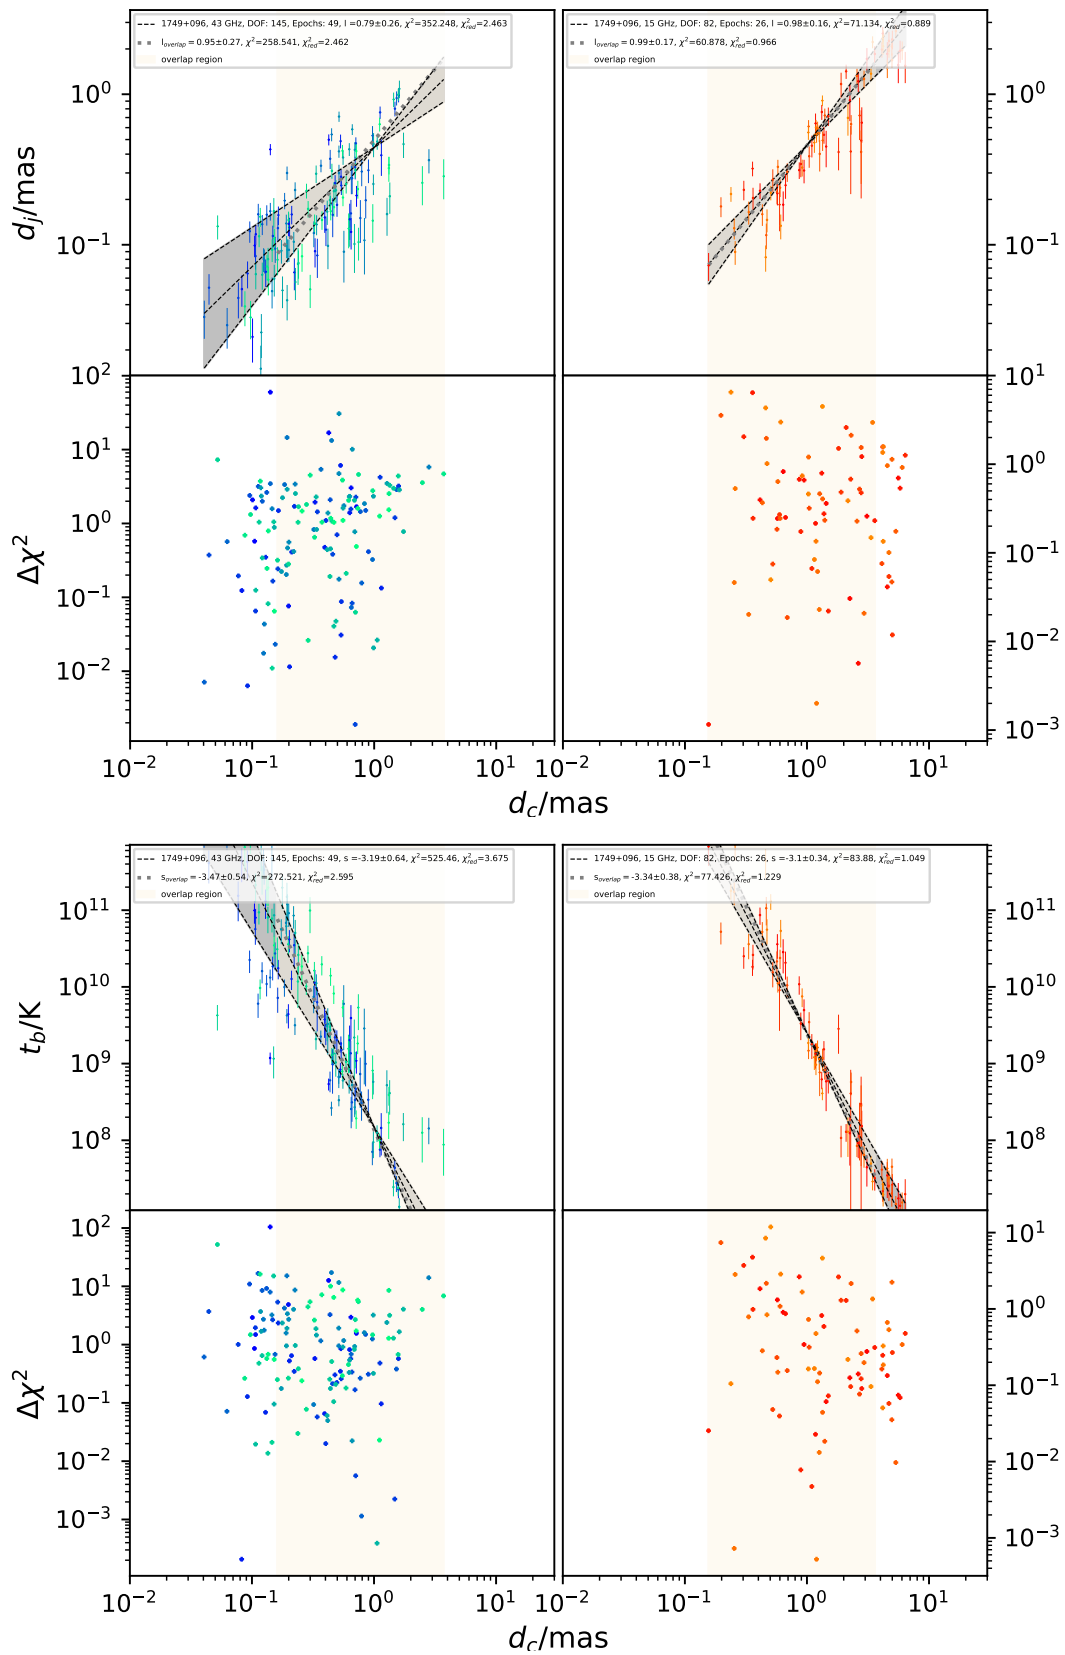 1749+096, 43 GHz, DOF: 145, Epochs: 49, l =0.79±0.26, χ²=352.248, χ²red=2.463
l_overlap = 0.95±0.27, χ²=258.541, χ²red=2.462
overlap region
1749+096, 15 GHz, DOF: 82, Epochs: 26, l =0.98±0.16, χ²=71.134, χ²red=0.889
l_overlap = 0.99±0.17, χ²=60.878, χ²red=0.966
overlap region
d_j/mas
10⁰
10⁻¹
10⁰
10⁻¹
Δχ²
10²
10¹
10⁰
10⁻¹
10⁻²
10¹
10⁰
10⁻¹
10⁻²
10⁻³
10⁻² 10⁻¹ 10⁰ 10¹ 10⁻² 10⁻¹ 10⁰ 10¹
d_c/mas
1749+096, 43 GHz, DOF: 145, Epochs: 49, s =-3.19±0.64, χ²=525.46, χ²red=3.675
s_overlap = -3.47±0.54, χ²=272.521, χ²red=2.595
overlap region
1749+096, 15 GHz, DOF: 82, Epochs: 26, s =-3.1±0.34, χ²=83.88, χ²red=1.049
s_overlap = -3.34±0.38, χ²=77.426, χ²red=1.229
overlap region
t_b/K
10¹¹
10¹⁰
10⁹
10⁸
10¹¹
10¹⁰
10⁹
10⁸
Δχ²
10²
10¹
10⁰
10⁻¹
10⁻²
10⁻³
10¹
10⁰
10⁻¹
10⁻²
10⁻³
10⁻² 10⁻¹ 10⁰ 10⁻² 10⁻¹ 10⁰ 10¹
d_c/mas